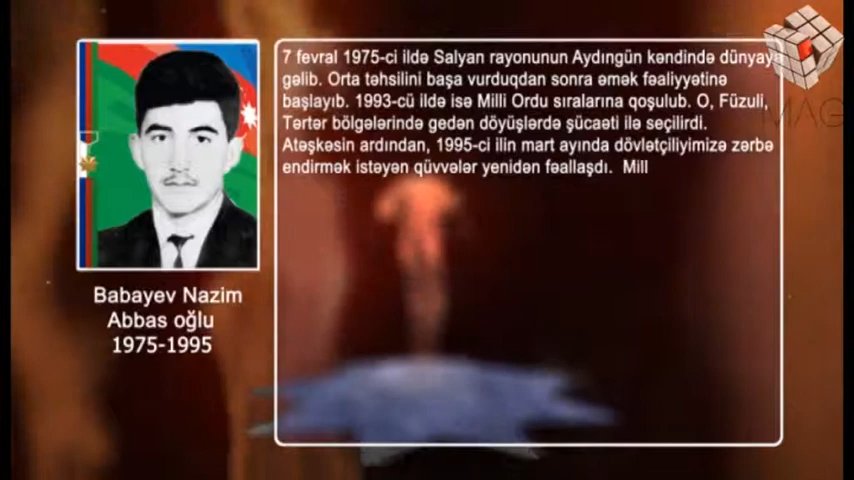 7 fevral 1975-ci ildə Salyan rayonunun Aydıngün kəndində dünyaya
gəlib. Orta təhsilini başa vurduqdan sonra əmək fəaliyyətinə
başlayıb. 1993-cü ildə isə Milli Ordu sıralarına qoşulub. O, Füzuli,
Tərtər bölgələrində gedən döyüşlərdə şücaəti ilə seçilirdi.
Atəşkəsin ardından, 1995-ci ilin mart ayında dövlətçiliyimizə zərbə
endirmək istəyən qüvvələr yenidən fəallaşdı. Mill
Babayev Nazim
Abbas oğlu
1975-1995
MAG